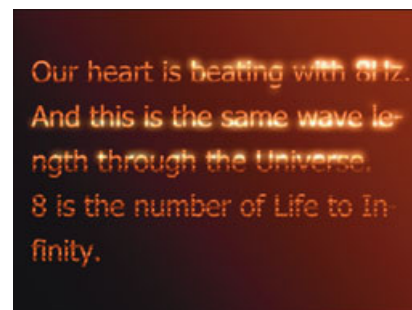 Our heart is beating with 8Hz.
And this is the same wave le-
ngth through the Universe.
8 is the number of Life to In-
finity.